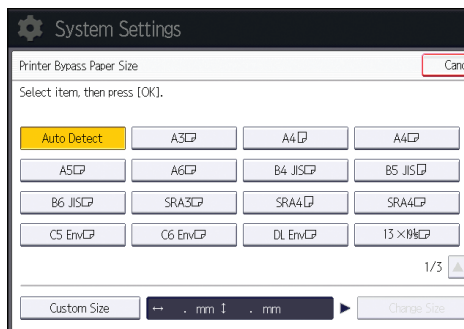 System Settings
Printer Bypass Paper Size
Canc
Select item, then press [OK].
Auto Detect A3 A4 A4
A5 A6 B4 JIS B5 JIS
B6 JIS SRA3 SRA4 SRA4
C5 Env C6 Env DL Env
1/3
Custom Size . mm . mm Change Size